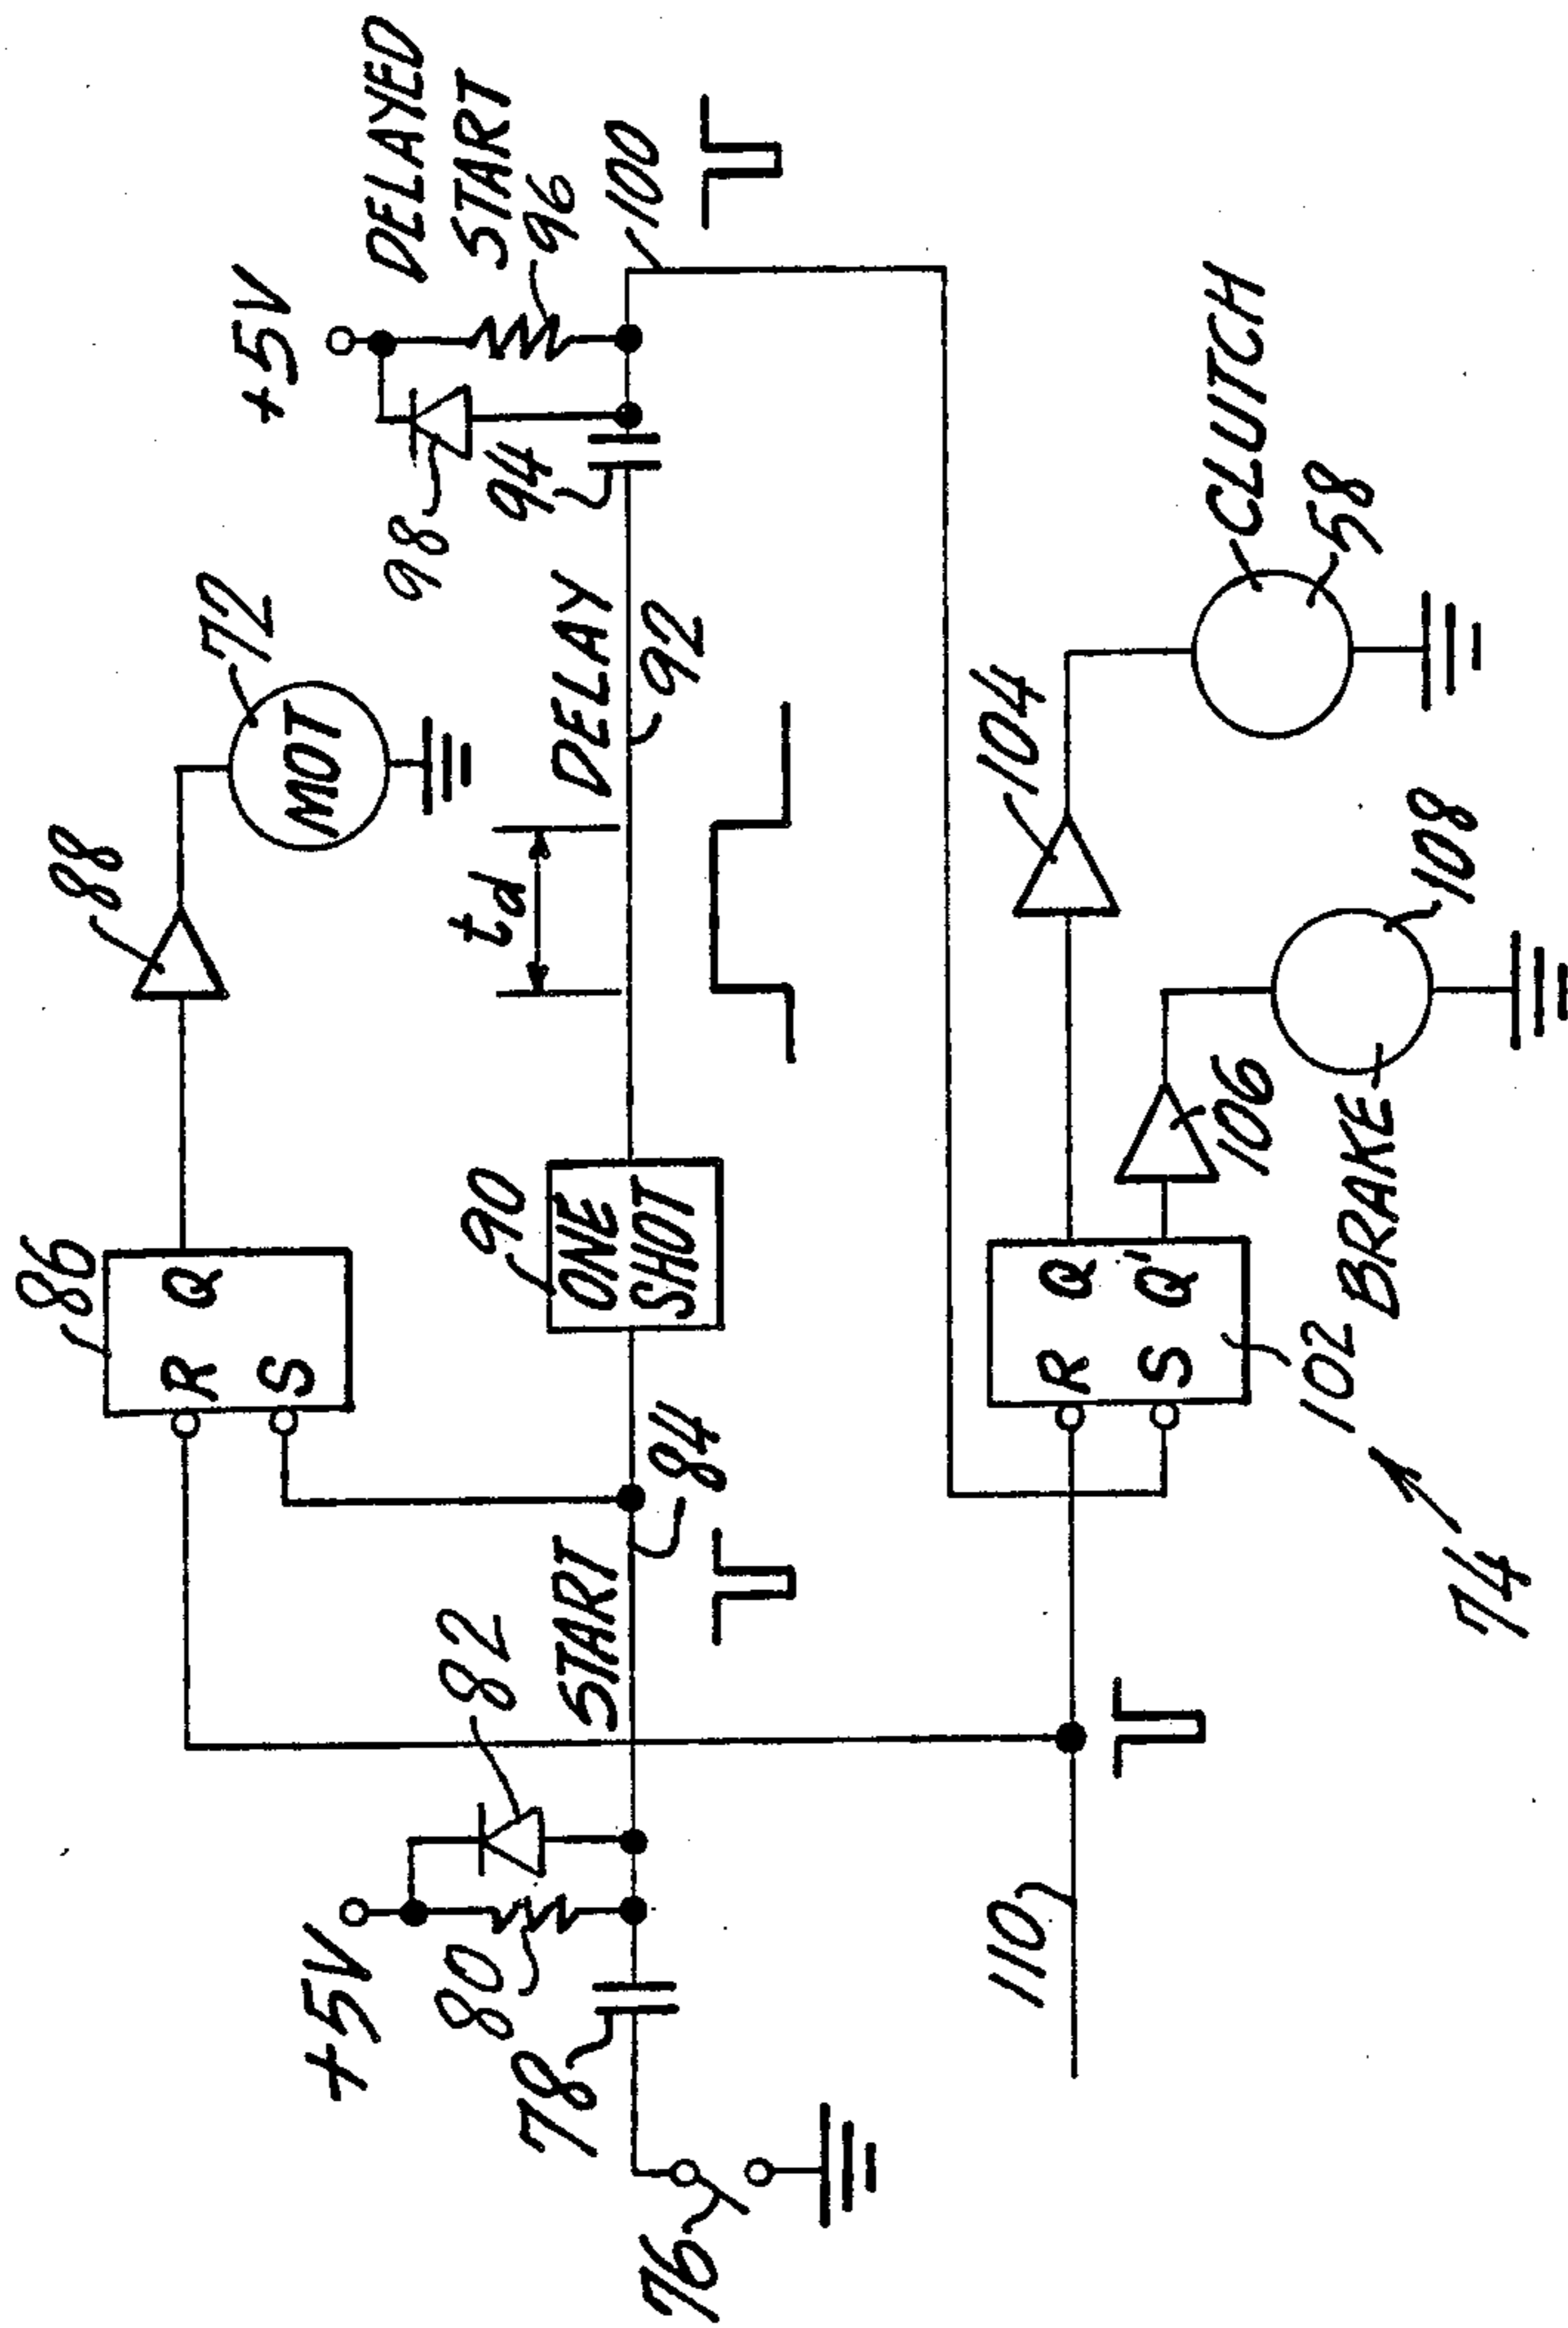 86
R Q
S
88
72
MOT
+5V
DELAYED
START
96
98
94
100
+5V
80
82
78
START
84
90
ONE
SHOT
td
DELAY
92
76
110
R Q
S Q'
102
104
CLUTCH
58
106
BRAKE
108
74